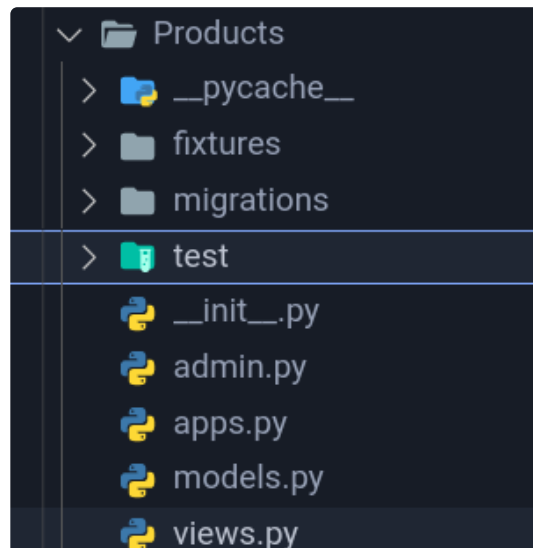 Products
__pycache__
fixtures
migrations
test
__init__.py
admin.py
apps.py
models.py
views.py